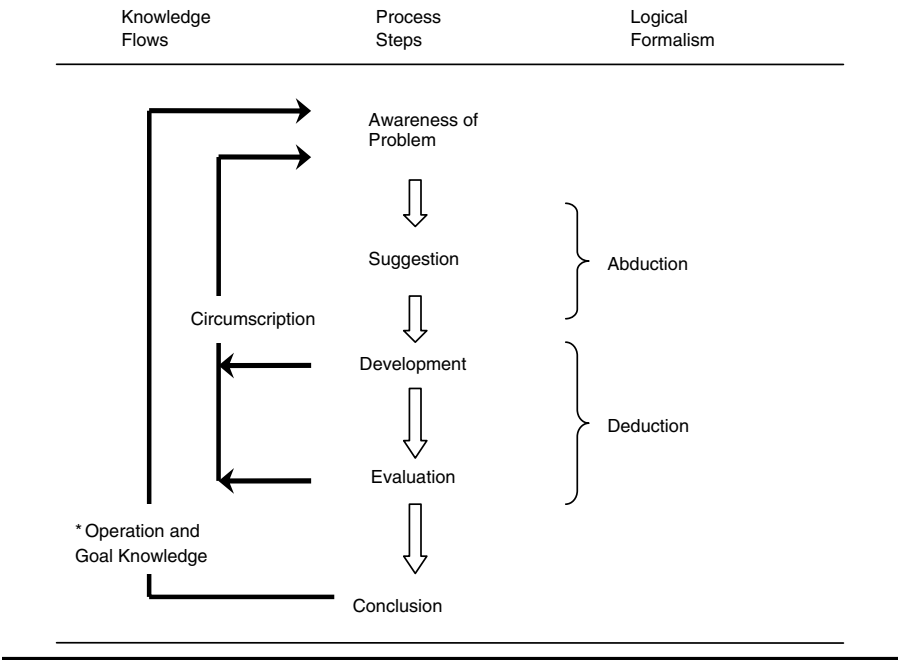 Knowledge
Flows
Process
Steps
Logical
Formalism
Awareness of
Problem
Suggestion
Abduction
Circumscription
Development
Deduction
Evaluation
* Operation and
Goal Knowledge
Conclusion